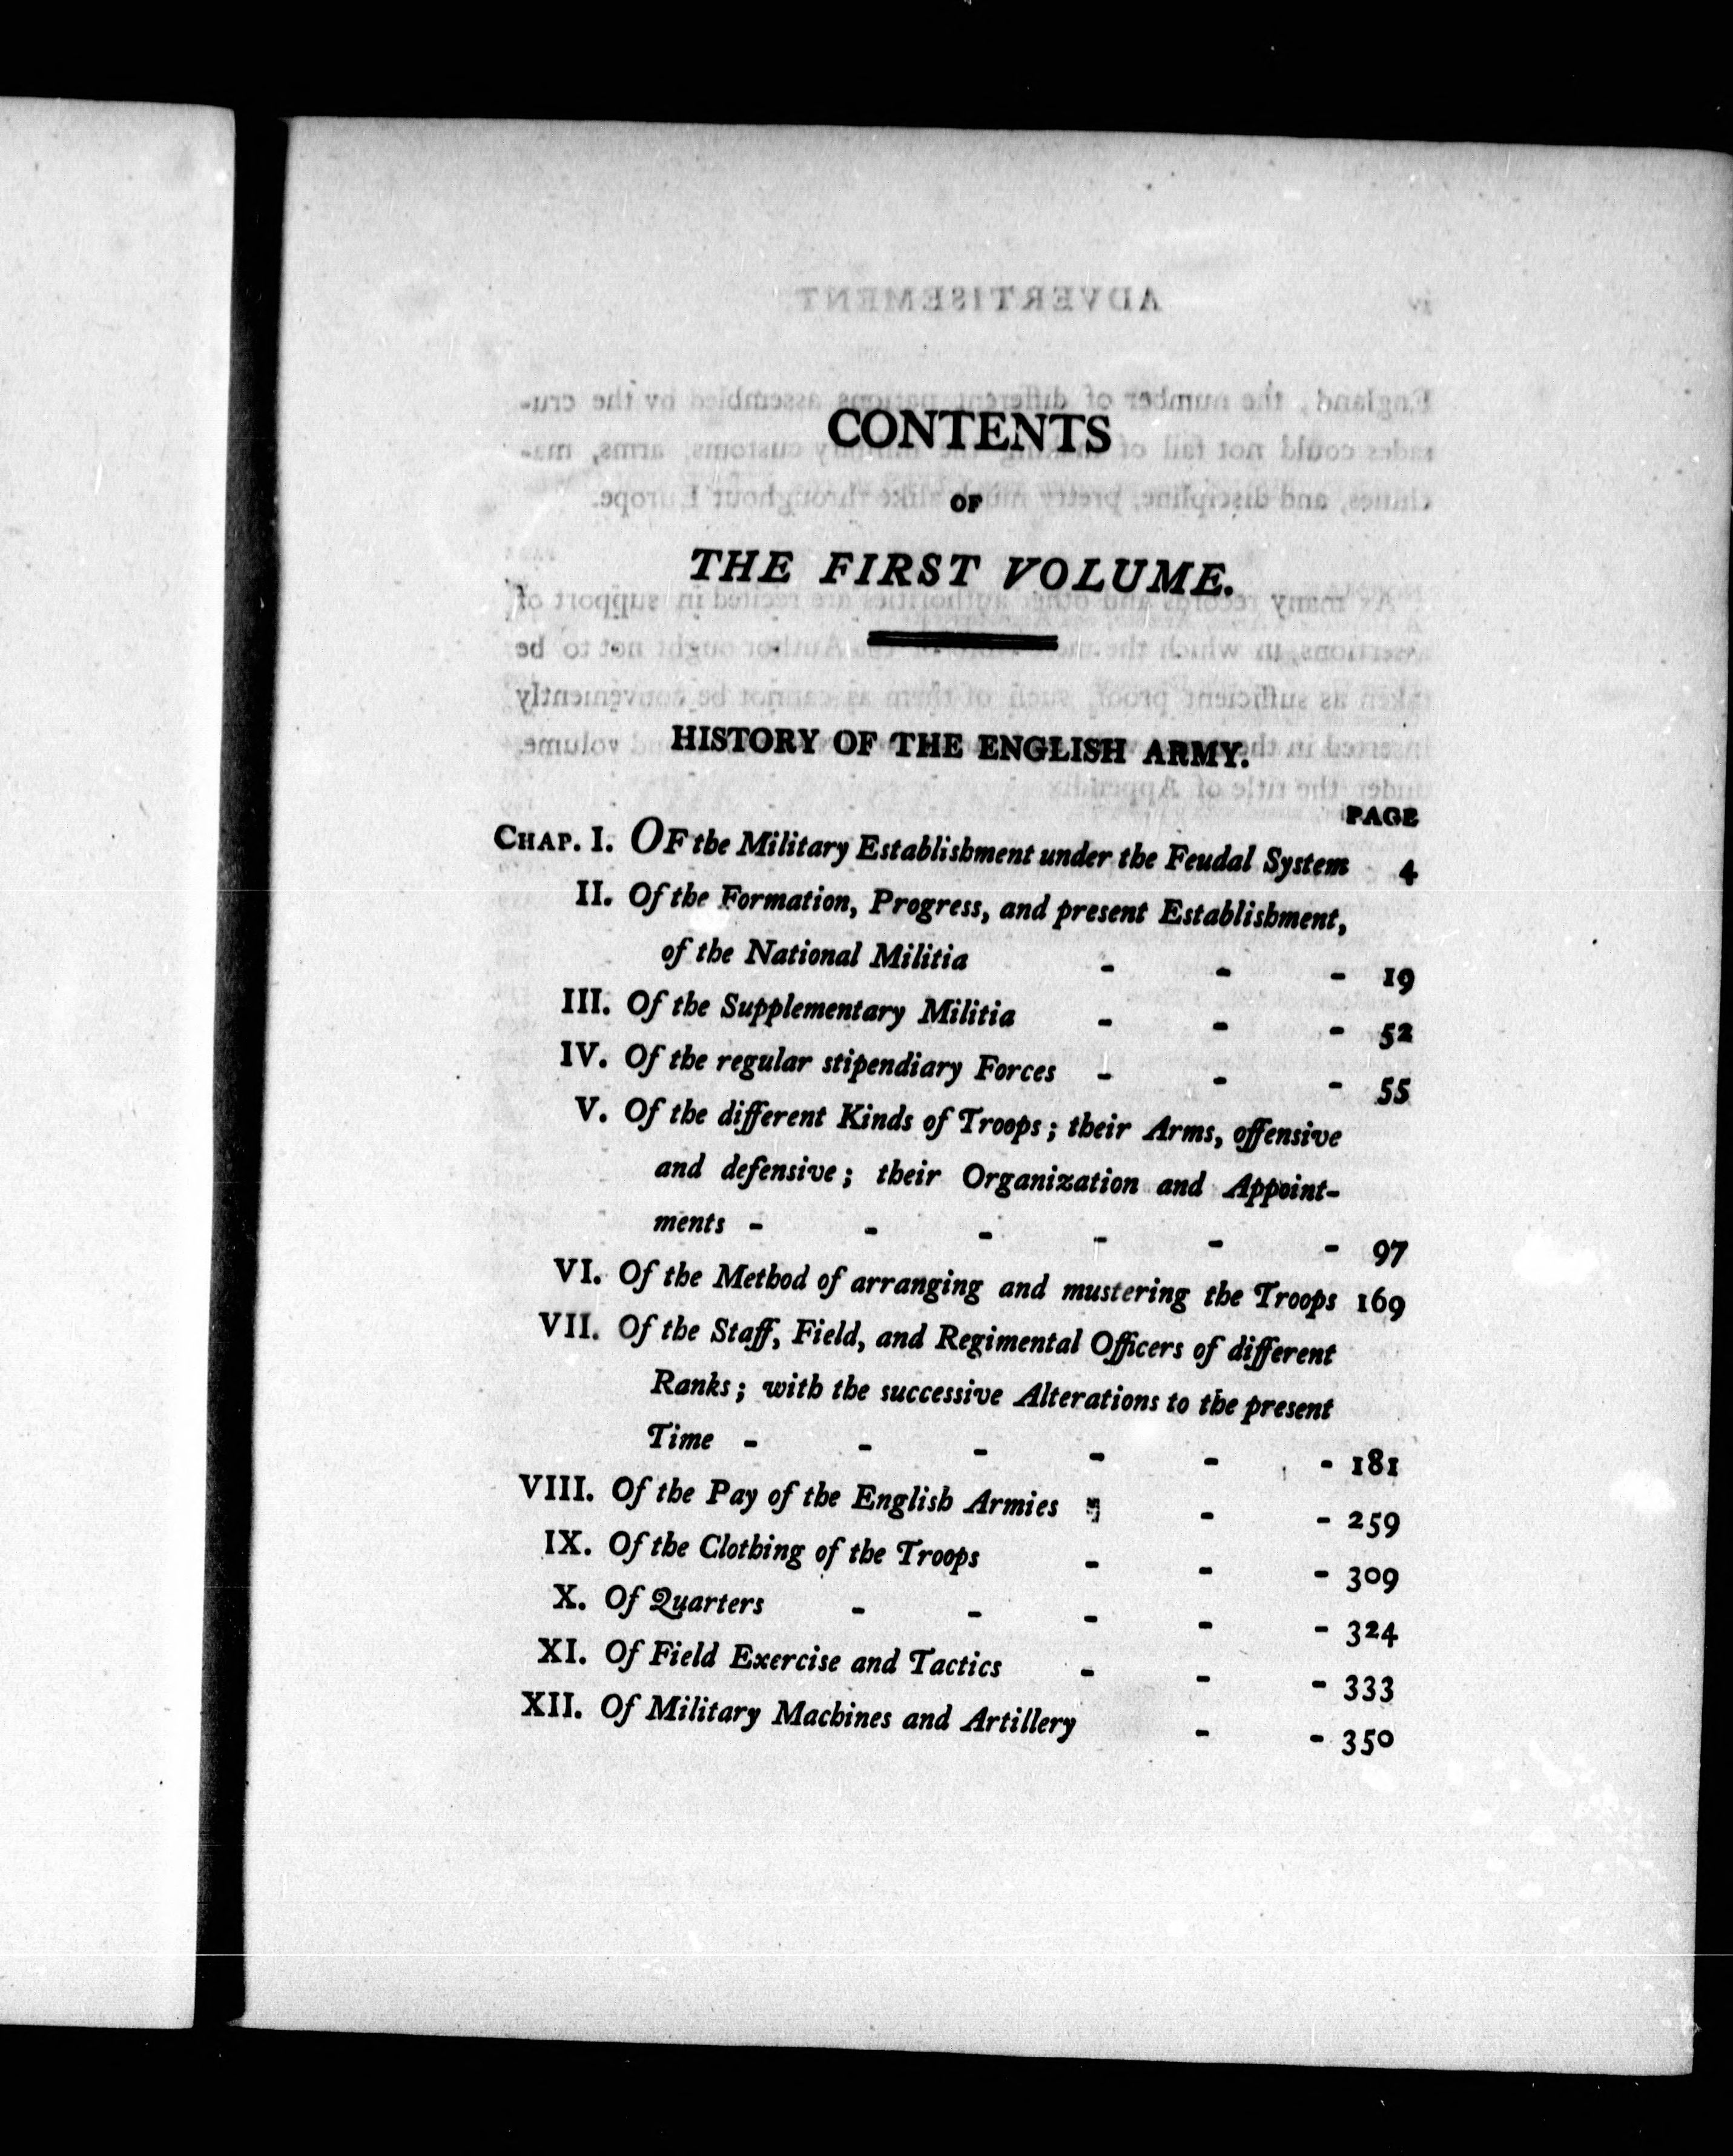 CONTENTS
OF
THE FIRST VOLUME.
HISTORY OF THE ENGLISH ARMY.
PAGE
CHAP. I. OF the Military Establishment under the Feudal System 4
II. Of the Formation, Progress, and present Establishment,
of the National Militia - - - 19
III. Of the Supplementary Militia - - - 52
IV. Of the regular stipendiary Forces - - - 55
V. Of the different Kinds of Troops; their Arms, offensive
and defensive; their Organization and Appoint-
ments - - - - - - 97
VI. Of the Method of arranging and mustering the Troops 169
VII. Of the Staff, Field, and Regimental Officers of different
Ranks; with the successive Alterations to the present
Time - - - - - - 181
VIII. Of the Pay of the English Armies - - - 259
IX. Of the Clothing of the Troops - - - 309
X. Of Quarters - - - - - 324
XI. Of Field Exercise and Tactics - - - 333
XII. Of Military Machines and Artillery - - 350